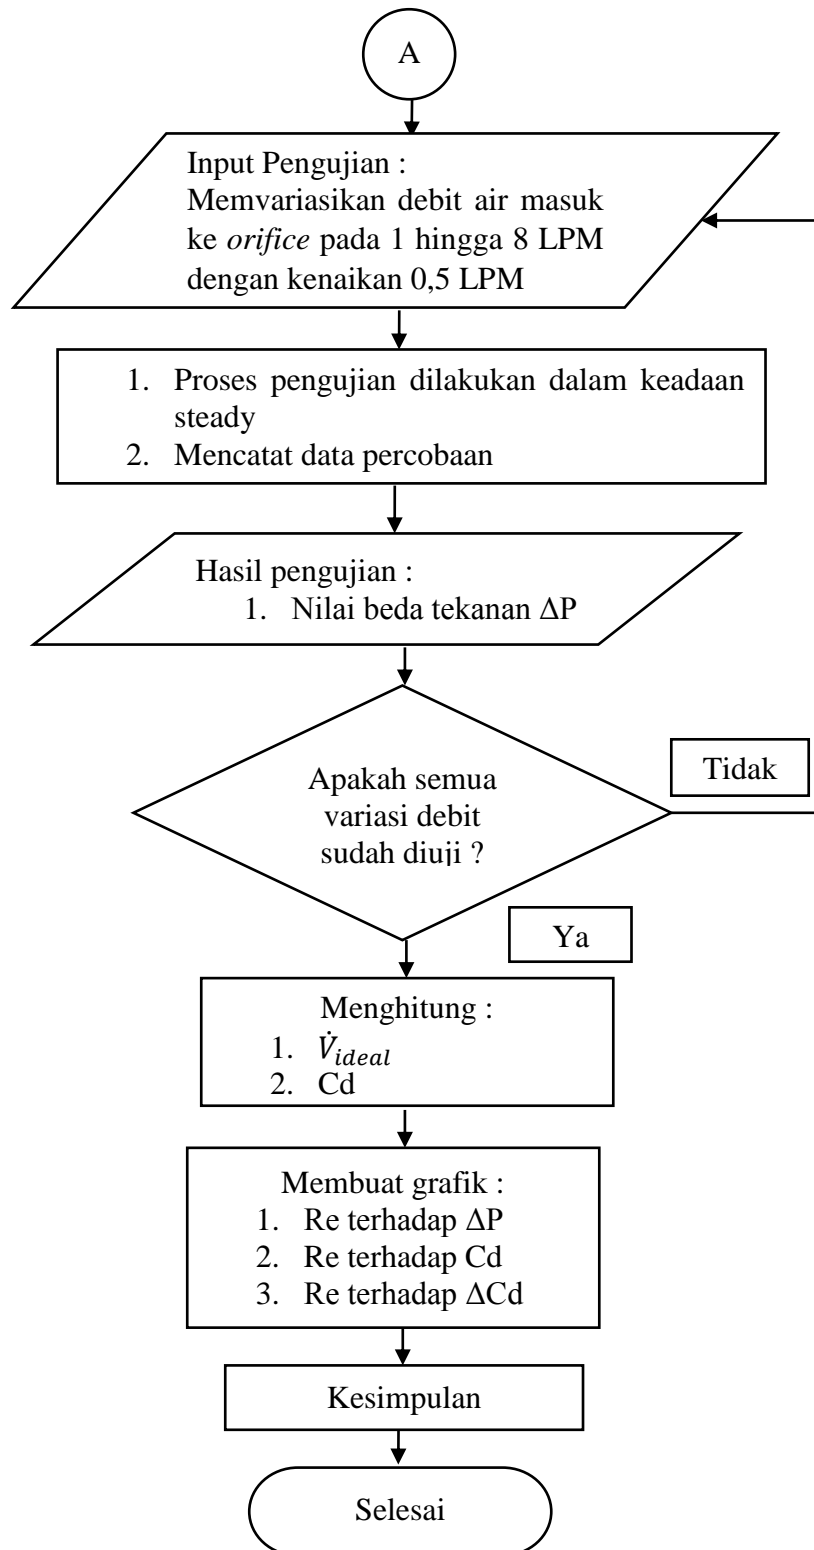 A
Input Pengujian :
Memvariasikan debit air masuk
ke orifice pada 1 hingga 8 LPM
dengan kenaikan 0,5 LPM
1. Proses pengujian dilakukan dalam keadaan
steady
2. Mencatat data percobaan
Hasil pengujian :
1. Nilai beda tekanan ΔP
Apakah semua
variasi debit
sudah diuji ?
Tidak
Ya
Menghitung :
1. V̇ideal
2. Cd
Membuat grafik :
1. Re terhadap ΔP
2. Re terhadap Cd
3. Re terhadap ΔCd
Kesimpulan
Selesai